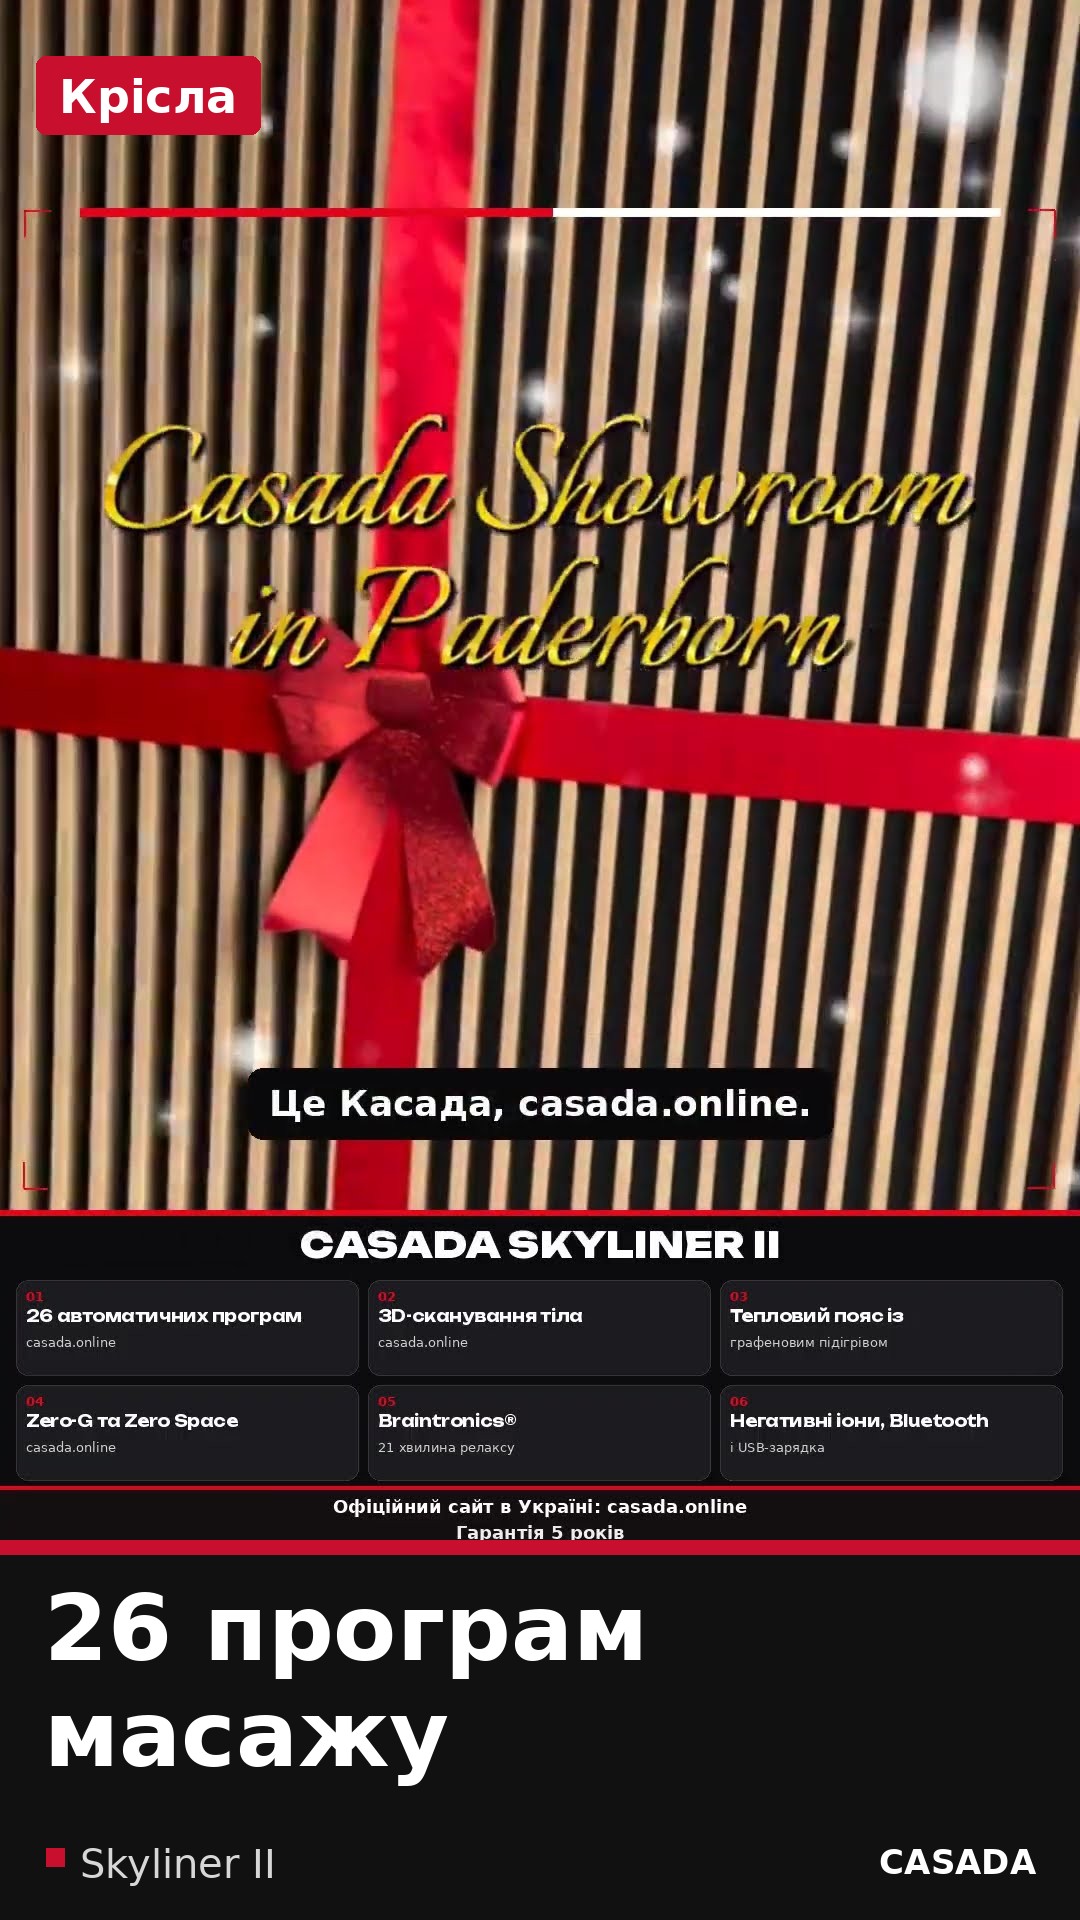 Крісла
Casada Showroom
in Paderborn
Це Касада, casada.online.
CASADA SKYLINER II
01
26 автоматичних програм
casada.online
02
3D-сканування тіла
casada.online
03
Тепловий пояс із
графеновим підігрівом
04
Zero-G та Zero Space
casada.online
05
Braintronics®
21 хвилина релаксу
06
Негативні іони, Bluetooth
і USB-зарядка
Офіційний сайт в Україні: casada.online
Гарантія 5 років
26 програм
масажу
Skyliner II
CASADA